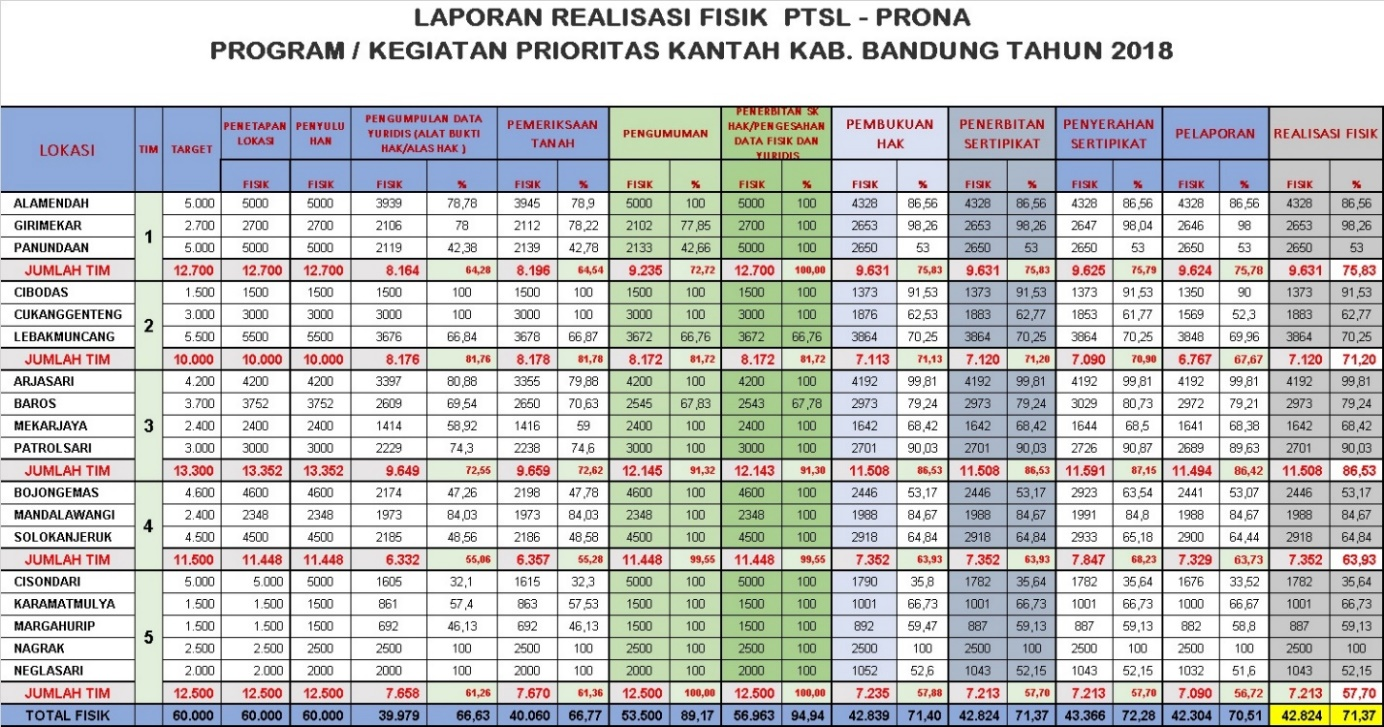 LAPORAN REALISASI FISIK PTSL - PRONA
PROGRAM / KEGIATAN PRIORITAS KANTAH KAB. BANDUNG TAHUN 2018
LOKASI TIM TARGET PENETAPAN LOKASI PENYULU HAN PENGUMPULAN DATA YURIDIS (ALAT BUKTI HAK/ALAS HAK ) PEMERIKSAAN TANAH PENGUMUMAN PENERBITAN SK HAK/PENGESAHAN DATA FISIK DAN YURIDIS PEMBUKUAN HAK PENERBITAN SERTIPIKAT PENYERAHAN SERTIPIKAT PELAPORAN REALISASI FISIK
FISIK FISIK FISIK % FISIK % FISIK % FISIK % FISIK % FISIK % FISIK % FISIK % FISIK %
ALAMENDAH 5.000 5000 5000 3939 78,78 3945 78,9 5000 100 5000 100 4328 86,56 4328 86,56 4328 86,56 4328 86,56 4328 86,56
GIRIMEKAR 2.700 2700 2700 2106 78 2112 78,22 2102 77,85 2700 100 2653 98,26 2653 98,26 2647 98,04 2646 98 2653 98,26
1
PANUNDAAN 5.000 5000 5000 2119 42,38 2139 42,78 2133 42,66 5000 100 2650 53 2650 53 2650 53 2650 53 2650 53
JUMLAH TIM 12.700 12.700 12.700 8.164 64,28 8.196 64,54 9.235 72,72 12.700 100,00 9.631 75,83 9.631 75,83 9.625 75,79 9.624 75,78 9.631 75,83
CIBODAS 1.500 1500 1500 1500 100 1500 100 1500 100 1500 100 1373 91,53 1373 91,53 1373 91,53 1350 90 1373 91,53
CUKANGGENTENG 2 3.000 3000 3000 3000 100 3000 100 3000 100 3000 100 1876 62,53 1883 62,77 1853 61,77 1569 52,3 1883 62,77
LEBAKMUNCANG 5.500 5500 5500 3676 66,84 3678 66,87 3672 66,76 3672 66,76 3864 70,25 3864 70,25 3864 70,25 3848 69,96 3864 70,25
JUMLAH TIM 10.000 10.000 10.000 8.176 81,76 8.178 81,78 8.172 81,72 8.172 81,72 7.113 71,13 7.120 71,20 7.090 70,90 6.767 67,67 7.120 71,20
ARJASARI 4.200 4200 4200 3397 80,88 3355 79,88 4200 100 4200 100 4192 99,81 4192 99,81 4192 99,81 4192 99,81 4192 99,81
BAROS 3.700 3752 3752 2609 69,54 2650 70,63 2545 67,83 2543 67,78 2973 79,24 2973 79,24 3029 80,73 2972 79,21 2973 79,24
MEKARJAYA 3 2.400 2400 2400 1414 58,92 1416 59 2400 100 2400 100 1642 68,42 1642 68,42 1644 68,5 1641 68,38 1642 68,42
PATROLSARI 3.000 3000 3000 2229 74,3 2238 74,6 3000 100 3000 100 2701 90,03 2701 90,03 2726 90,87 2689 89,63 2701 90,03
JUMLAH TIM 13.300 13.352 13.352 9.649 72,55 9.659 72,62 12.145 91,32 12.143 91,30 11.508 86,53 11.508 86,53 11.591 87,15 11.494 86,42 11.508 86,53
BOJONGEMAS 4.600 4600 4600 2174 47,26 2198 47,78 4600 100 4600 100 2446 53,17 2446 53,17 2923 63,54 2441 53,07 2446 53,17
MANDALAWANGI 4 2.400 2348 2348 1973 84,03 1973 84,03 2348 100 2348 100 1988 84,67 1988 84,67 1991 84,8 1988 84,67 1988 84,67
SOLOKANJERUK 4.500 4500 4500 2185 48,56 2186 48,58 4500 100 4500 100 2918 64,84 2918 64,84 2933 65,18 2900 64,44 2918 64,84
JUMLAH TIM 11.500 11.448 11.448 6.332 55,06 6.357 55,28 11.448 99,55 11.448 99,55 7.352 63,93 7.352 63,93 7.847 68,23 7.329 63,73 7.352 63,93
CISONDARI 5.000 5.000 5000 1605 32,1 1615 32,3 5000 100 5000 100 1790 35,8 1782 35,64 1782 35,64 1676 33,52 1782 35,64
KARAMATMULYA 1.500 1.500 1500 861 57,4 863 57,53 1500 100 1500 100 1001 66,73 1001 66,73 1001 66,73 1000 66,67 1001 66,73
MARGAHURIP 1.500 1.500 1500 692 46,13 692 46,13 1500 100 1500 100 892 59,47 887 59,13 887 59,13 882 58,8 887 59,13
5
NAGRAK 2.500 2.500 2500 2500 100 2500 100 2500 100 2500 100 2500 100 2500 100 2500 100 2500 100 2500 100
NEGLASARI 2.000 2.000 2000 2000 100 2000 100 2000 100 2000 100 1052 52,6 1043 52,15 1043 52,15 1032 51,6 1043 52,15
JUMLAH TIM 12.500 12.500 12.500 7.658 61,26 7.670 61,36 12.500 100,00 12.500 100,00 7.235 57,88 7.213 57,70 7.213 57,70 7.090 56,72 7.213 57,70
TOTAL FISIK 60.000 60.000 60.000 39.979 66,63 40.060 66,77 53.500 89,17 56.963 94,94 42.839 71,40 42.824 71,37 43.366 72,28 42.304 70,51 42.824 71,37